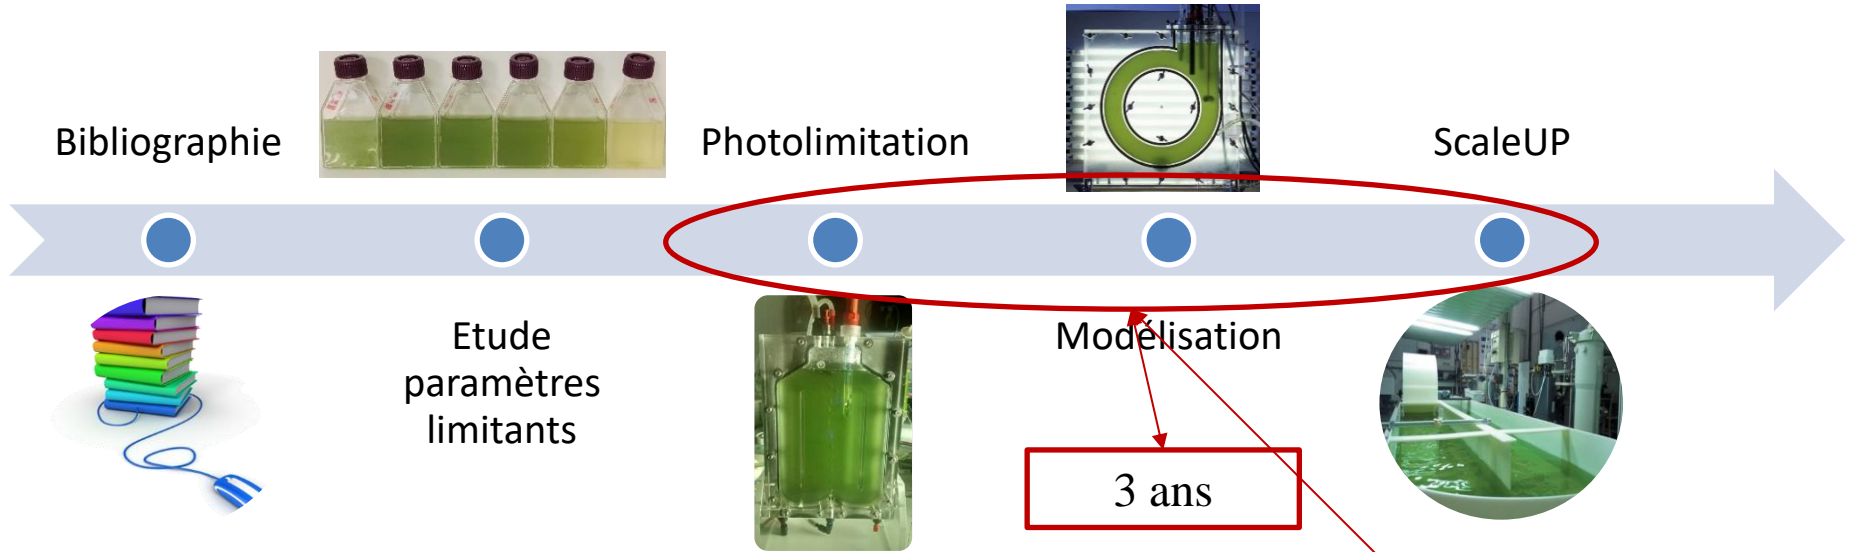 Bibliographie
Photolimitation
ScaleUP
Etude
paramètres
limitants
Modélisation
3 ans